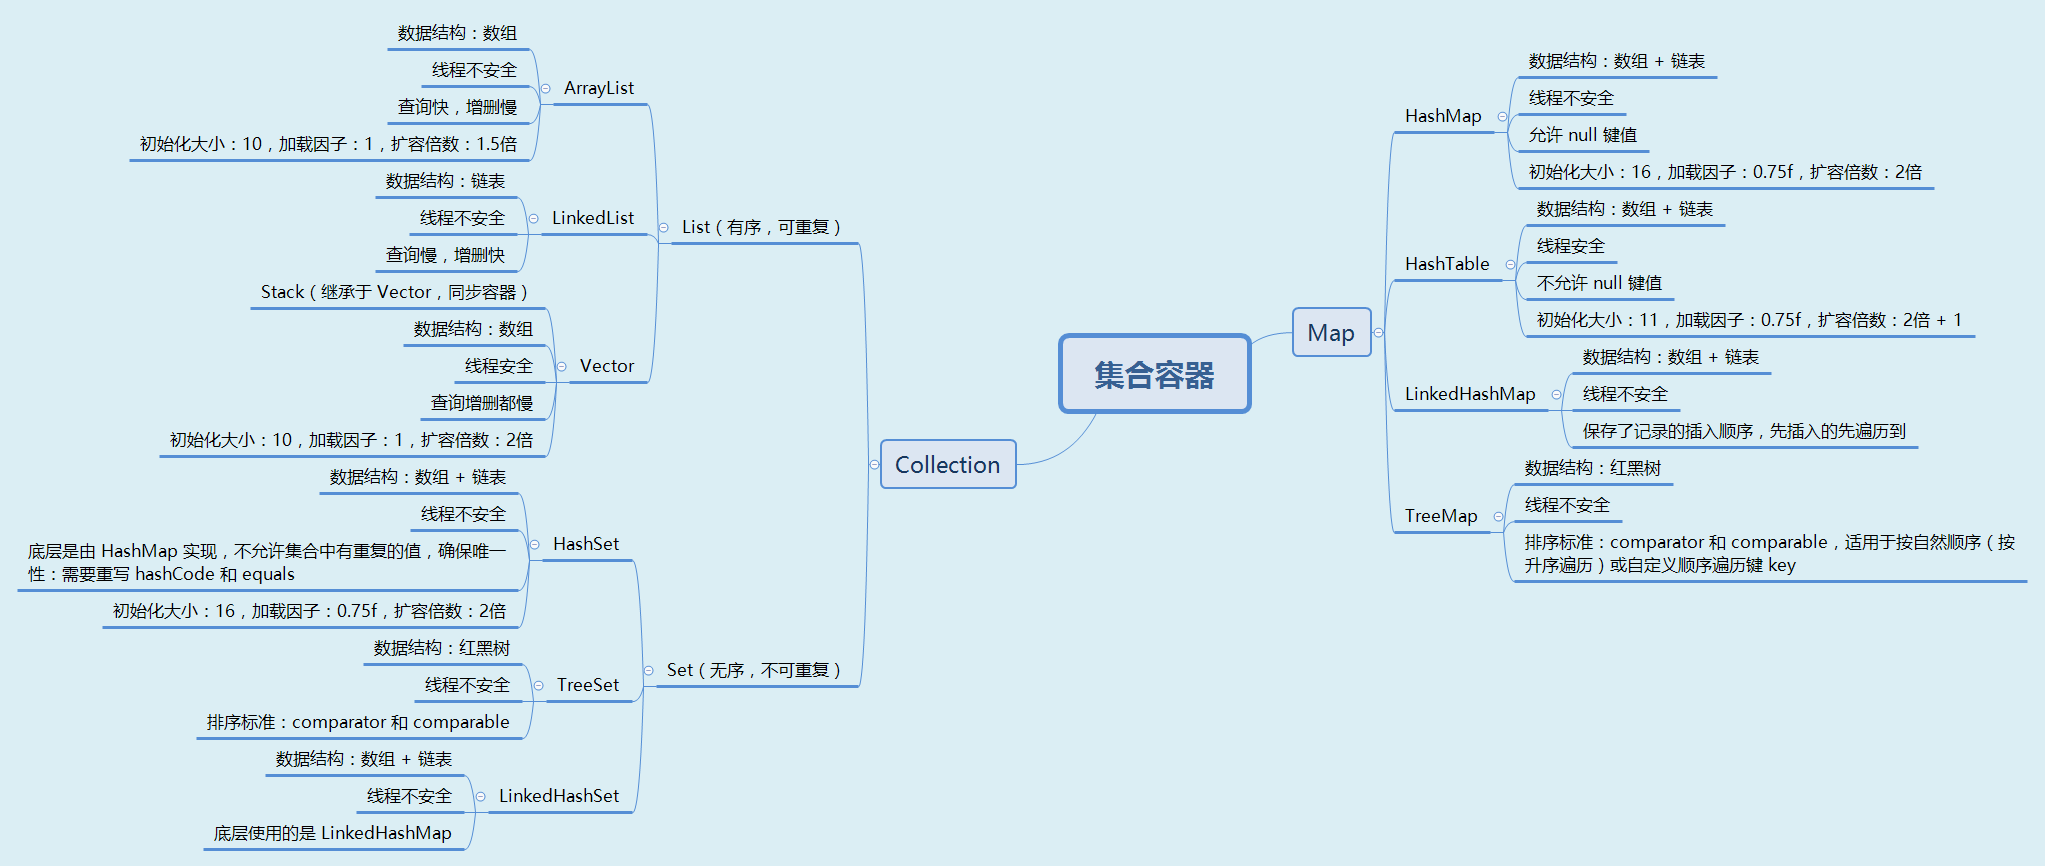 集合容器
Collection
List（有序，可重复）
ArrayList
数据结构：数组
线程不安全
查询快，增删慢
初始化大小：10，加载因子：1，扩容倍数：1.5倍
LinkedList
数据结构：链表
线程不安全
查询慢，增删快
Vector
Stack（继承于 Vector，同步容器）
数据结构：数组
线程安全
查询增删都慢
初始化大小：10，加载因子：1，扩容倍数：2倍
Set（无序，不可重复）
HashSet
数据结构：数组 + 链表
线程不安全
底层是由 HashMap 实现，不允许集合中有重复的值，确保唯一
性：需要重写 hashCode 和 equals
初始化大小：16，加载因子：0.75f，扩容倍数：2倍
TreeSet
数据结构：红黑树
线程不安全
排序标准：comparator 和 comparable
LinkedHashSet
数据结构：数组 + 链表
线程不安全
底层使用的是 LinkedHashMap
Map
HashMap
数据结构：数组 + 链表
线程不安全
允许 null 键值
初始化大小：16，加载因子：0.75f，扩容倍数：2倍
HashTable
数据结构：数组 + 链表
线程安全
不允许 null 键值
初始化大小：11，加载因子：0.75f，扩容倍数：2倍 + 1
LinkedHashMap
数据结构：数组 + 链表
线程不安全
保存了记录的插入顺序，先插入的先遍历到
TreeMap
数据结构：红黑树
线程不安全
排序标准：comparator 和 comparable，适用于按自然顺序（按
升序遍历）或自定义顺序遍历键 key